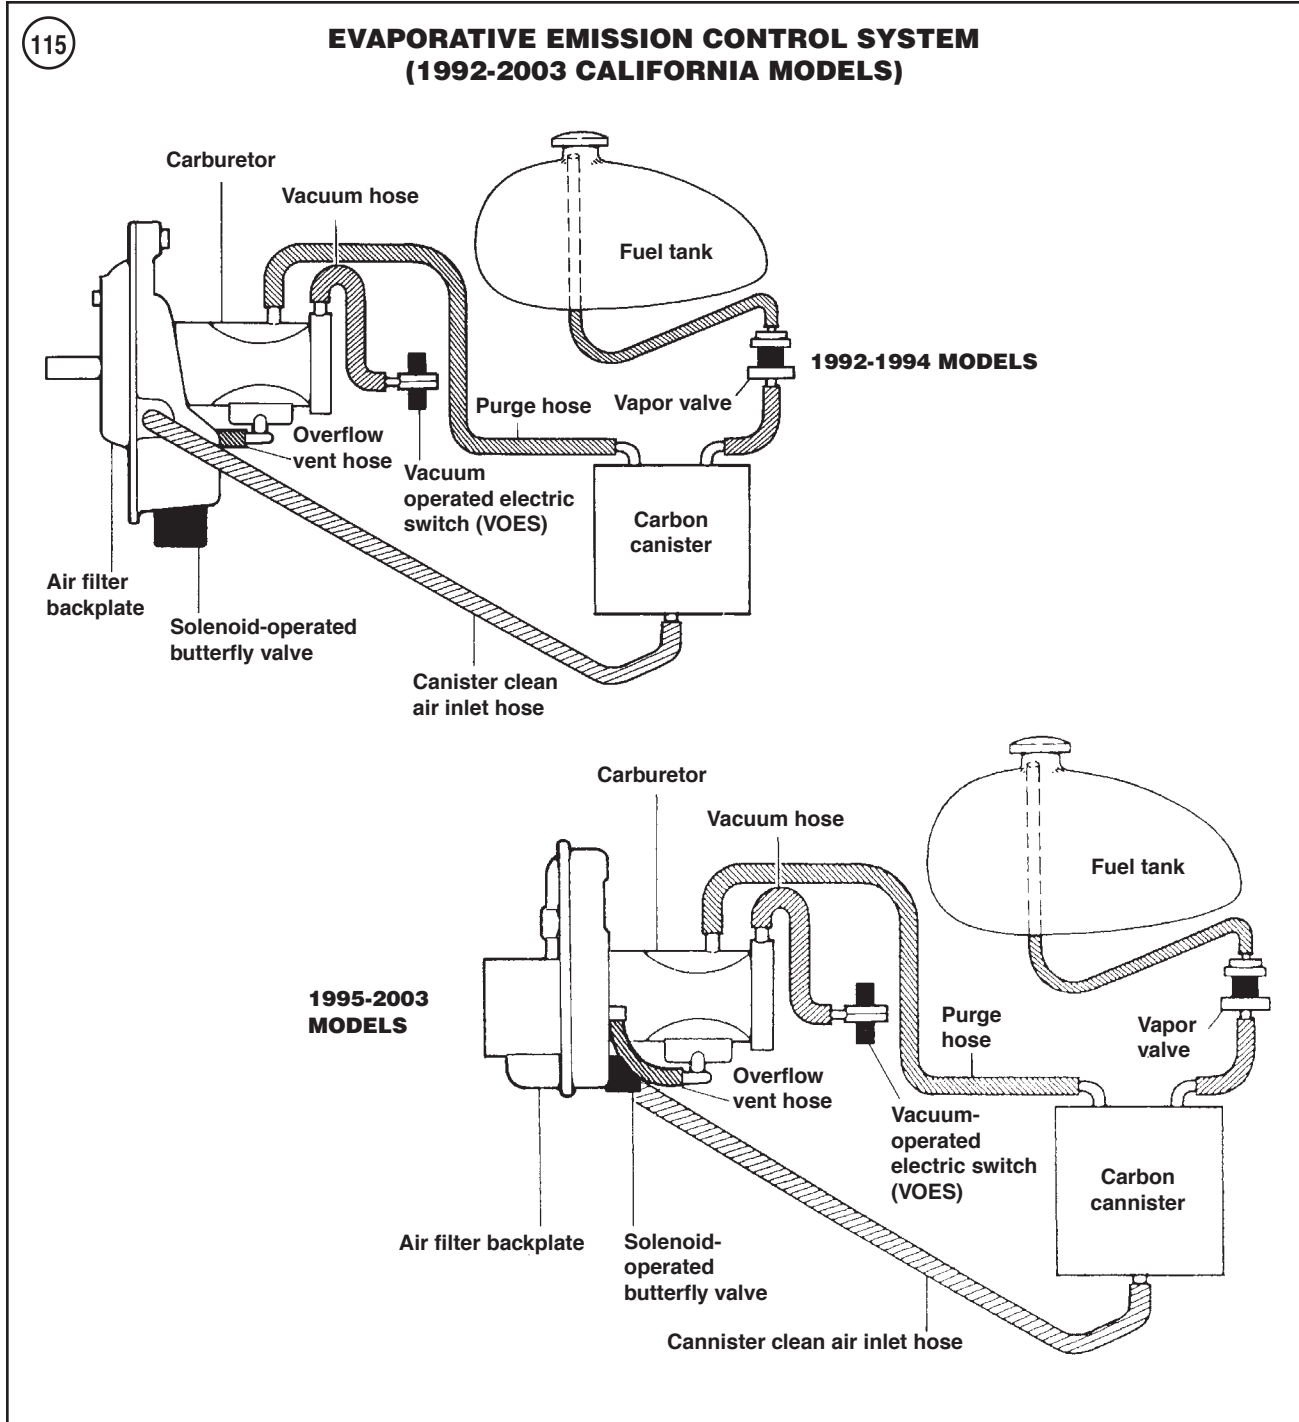 115
EVAPORATIVE EMISSION CONTROL SYSTEM
(1992-2003 CALIFORNIA MODELS)
Carburetor
Vacuum hose
Fuel tank
1992-1994 MODELS
Vapor valve
Purge hose
Overflow
vent hose
Vacuum
operated electric
switch (VOES)
Carbon
canister
Air filter
backplate
Solenoid-operated
butterfly valve
Canister clean
air inlet hose
Carburetor
Vacuum hose
Fuel tank
1995-2003
MODELS
Purge
hose
Vapor
valve
Overflow
vent hose
Vacuum-
operated
electric switch
(VOES)
Carbon
cannister
Air filter backplate
Solenoid-
operated
butterfly valve
Cannister clean air inlet hose